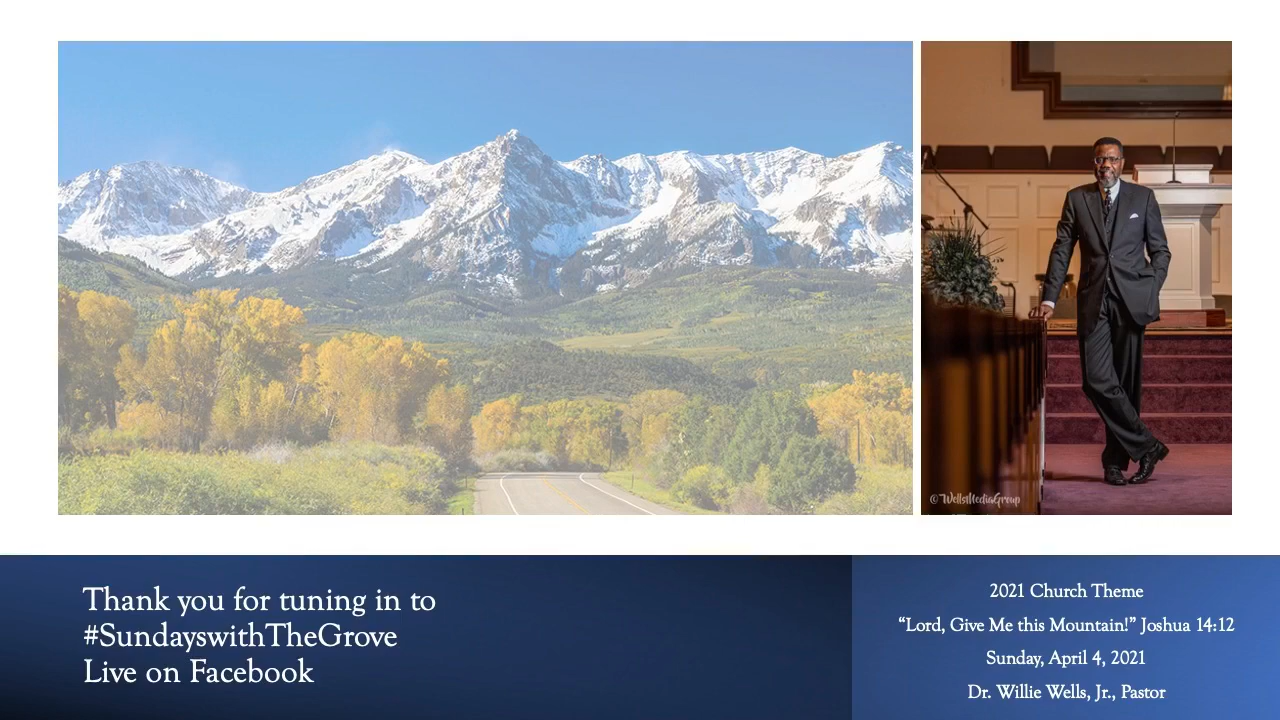 ©WellsMediaGroup
Thank you for tuning in to
#SundayswithTheGrove
Live on Facebook
2021 Church Theme
“Lord, Give Me this Mountain!” Joshua 14:12
Sunday, April 4, 2021
Dr. Willie Wells, Jr., Pastor